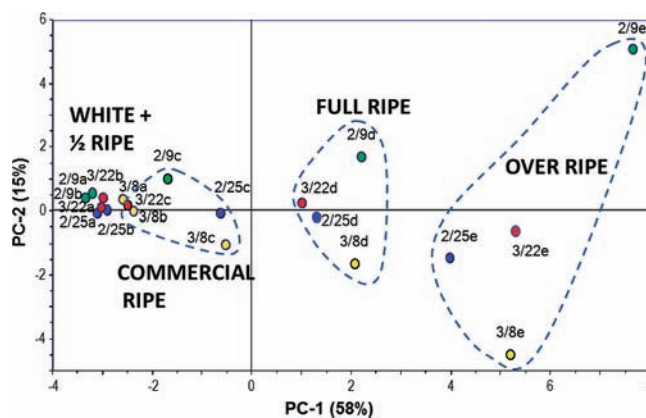 6
2/9e
4
FULL RIPE
WHITE +
½ RIPE
2/9d
OVER RIPE
2
2/9c
3/22b
3/8a
2/9a
3/22d
2/25c
2/9b
3/22c
0
3/22a
3/8b
2/25d
2/25a
2/25b
3/8c
3/8d
2/25e
3/22e
COMMERCIAL
RIPE
-2
-4
3/8e
PC-2 (15%)
-4
-2
0
2
4
6
8
PC-1 (58%)